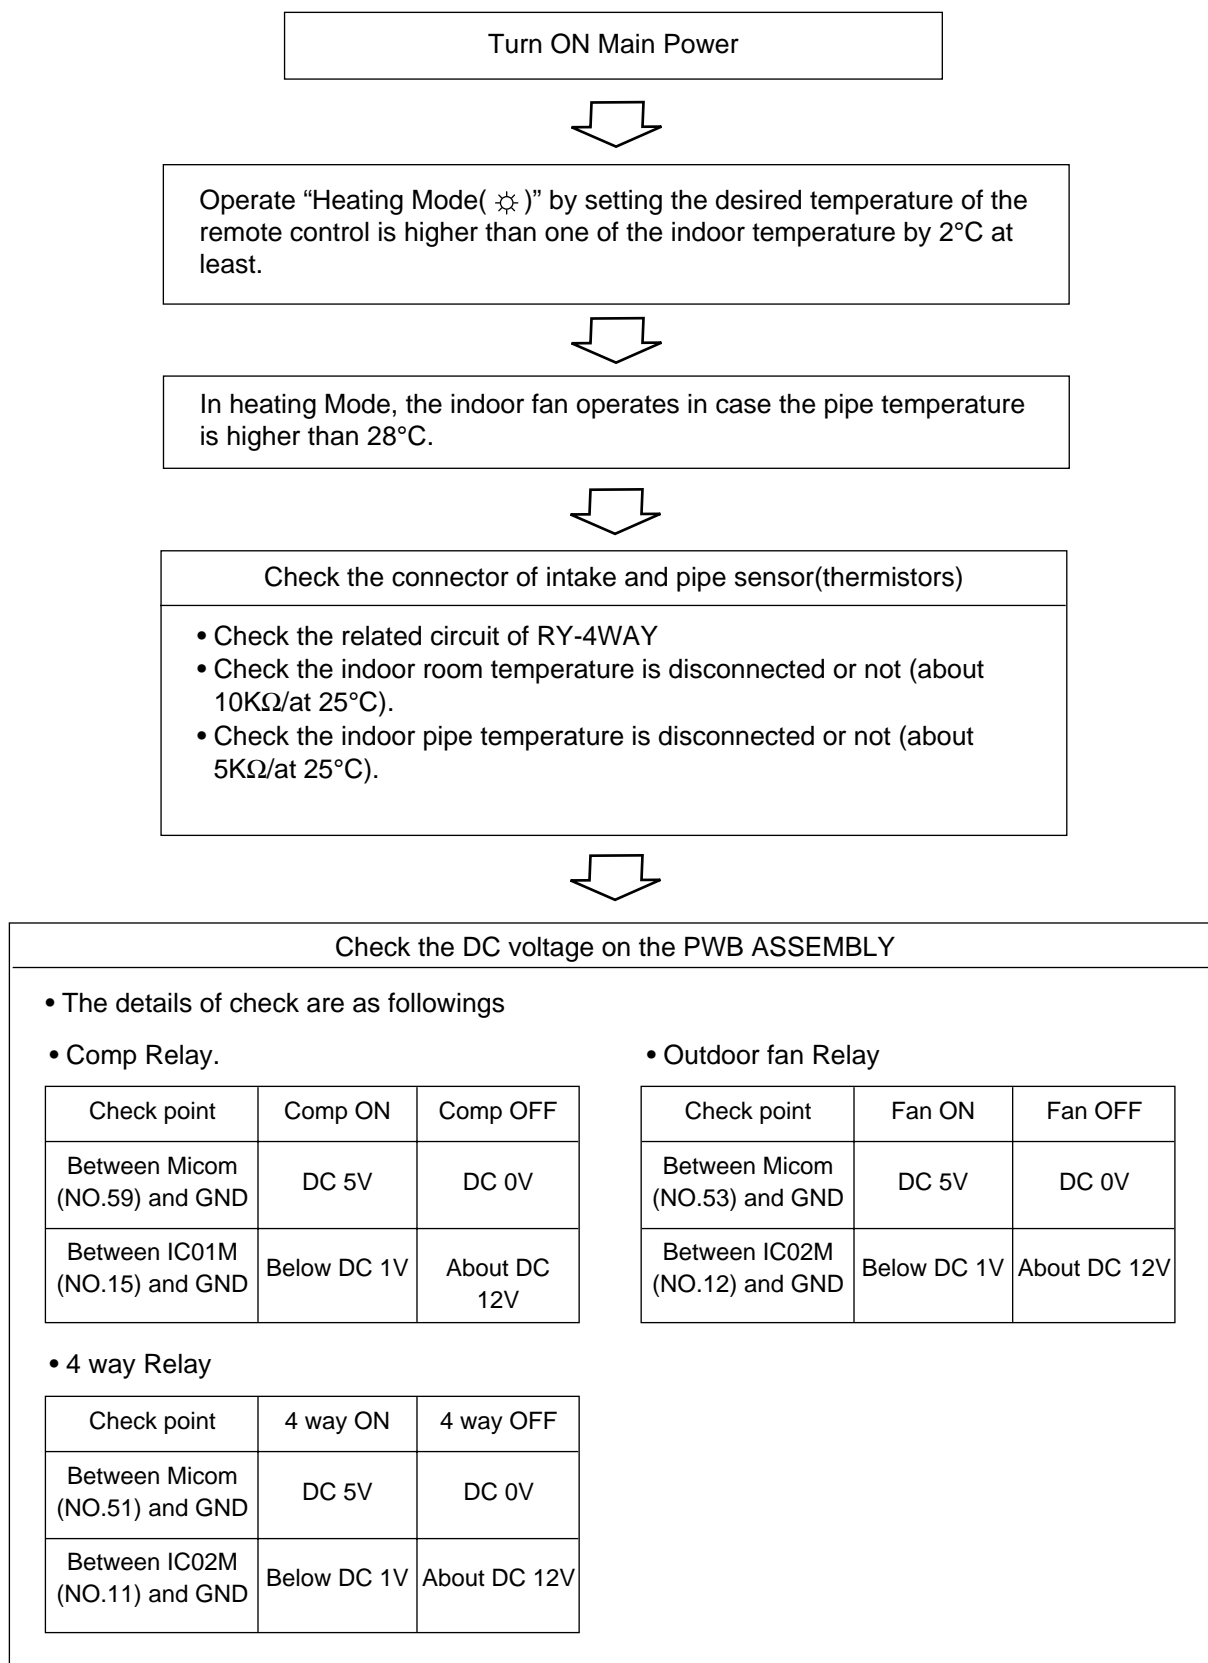 Turn ON Main Power
Operate “Heating Mode( ☼ )” by setting the desired temperature of the
remote control is higher than one of the indoor temperature by 2°C at
least.
In heating Mode, the indoor fan operates in case the pipe temperature
is higher than 28°C.
Check the connector of intake and pipe sensor(thermistors)
• Check the related circuit of RY-4WAY
• Check the indoor room temperature is disconnected or not (about
10KΩ/at 25°C).
• Check the indoor pipe temperature is disconnected or not (about
5KΩ/at 25°C).
Check the DC voltage on the PWB ASSEMBLY
• The details of check are as followings
• Comp Relay.
Check point Comp ON Comp OFF
Between Micom
(NO.59) and GND DC 5V DC 0V
Between IC01M
(NO.15) and GND Below DC 1V About DC
12V
• Outdoor fan Relay
Check point Fan ON Fan OFF
Between Micom
(NO.53) and GND DC 5V DC 0V
Between IC02M
(NO.12) and GND Below DC 1V About DC 12V
• 4 way Relay
Check point 4 way ON 4 way OFF
Between Micom
(NO.51) and GND DC 5V DC 0V
Between IC02M
(NO.11) and GND Below DC 1V About DC 12V